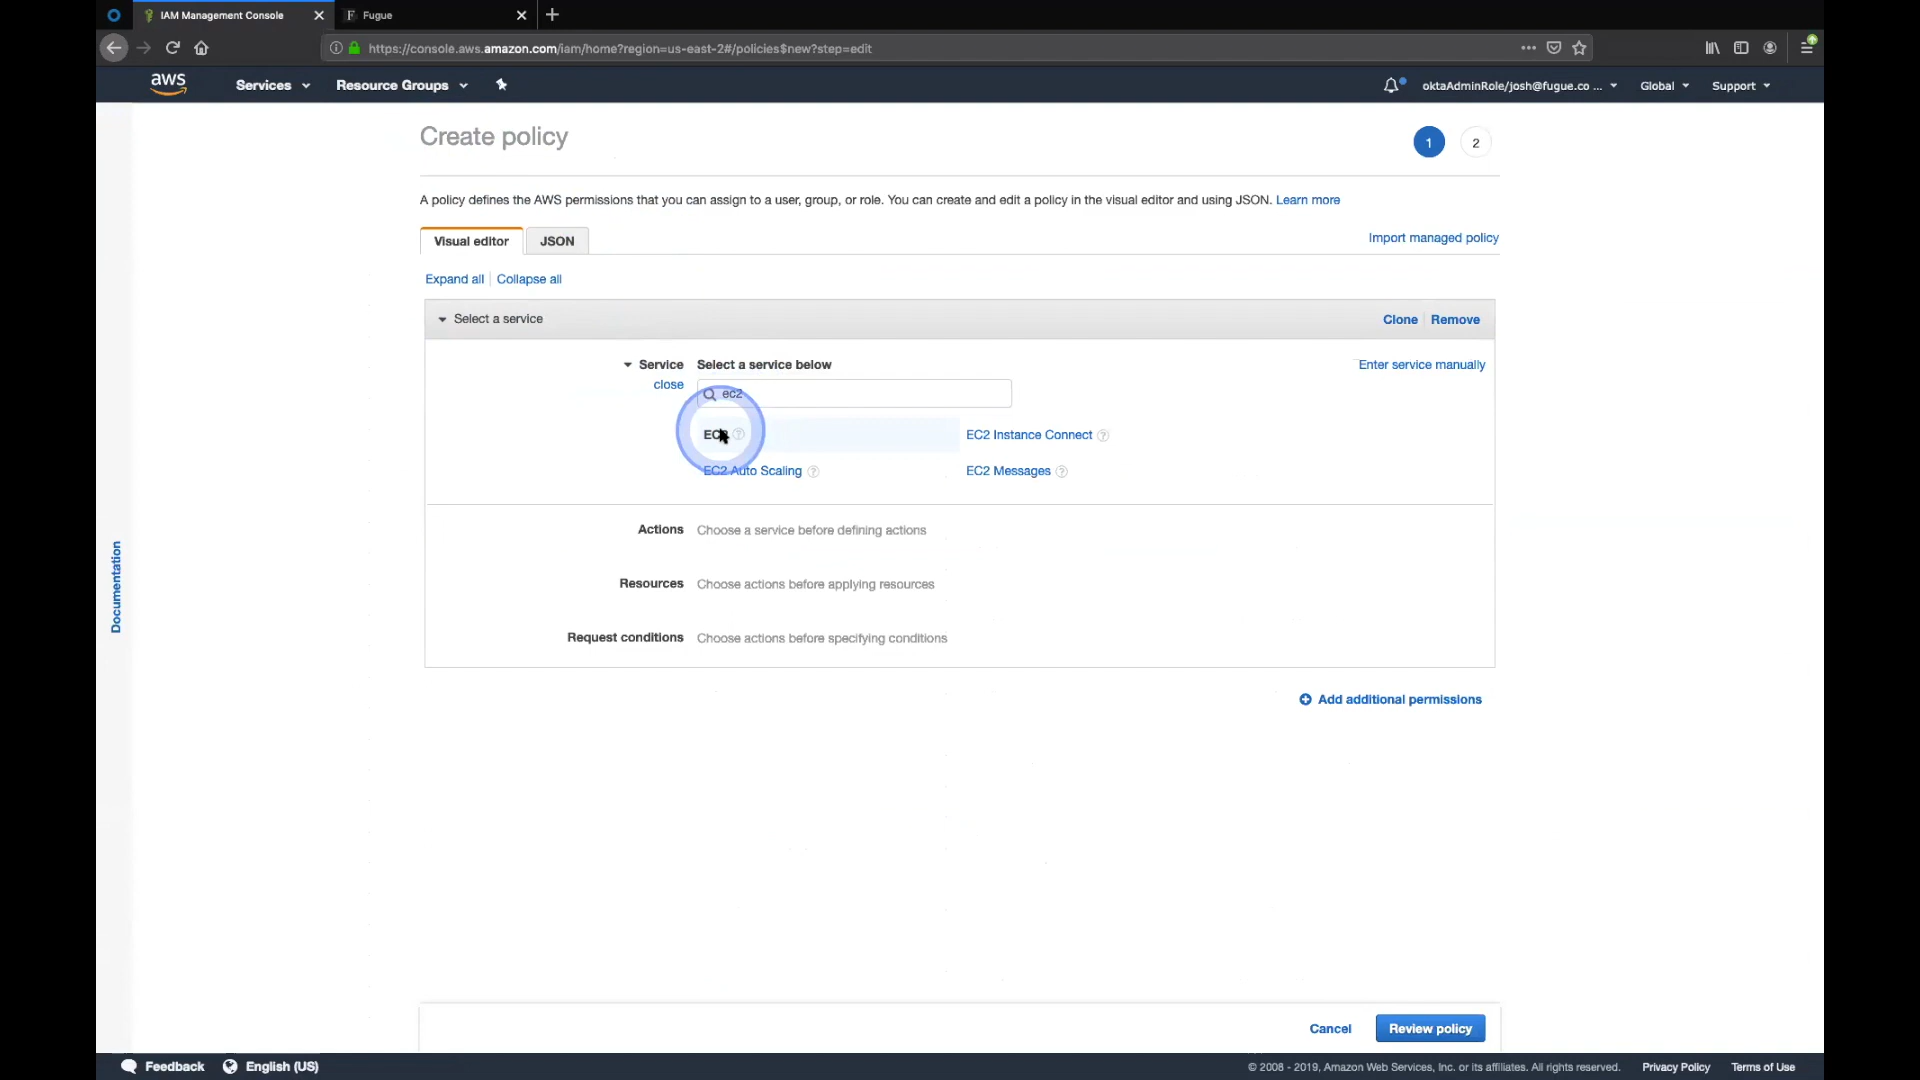 IAM Management Console
Fugue
https://console.aws.amazon.com/iam/home?region=us-east-2#/policies$new?step=edit
aws Services Resource Groups oktaAdminRole/josh@fugue.co ... Global Support
Create policy
1 2
A policy defines the AWS permissions that you can assign to a user, group, or role. You can create and edit a policy in the visual editor and using JSON. Learn more
Visual editor JSON Import managed policy
Expand all Collapse all
Select a service Clone Remove
Service Select a service below Enter service manually
close
ec2
EC2 EC2 Instance Connect
EC2 Auto Scaling EC2 Messages
Actions Choose a service before defining actions
Resources Choose actions before applying resources
Request conditions Choose actions before specifying conditions
Add additional permissions
Documentation
Cancel Review policy
Feedback English (US) © 2008 - 2019, Amazon Web Services, Inc. or its affiliates. All rights reserved. Privacy Policy Terms of Use